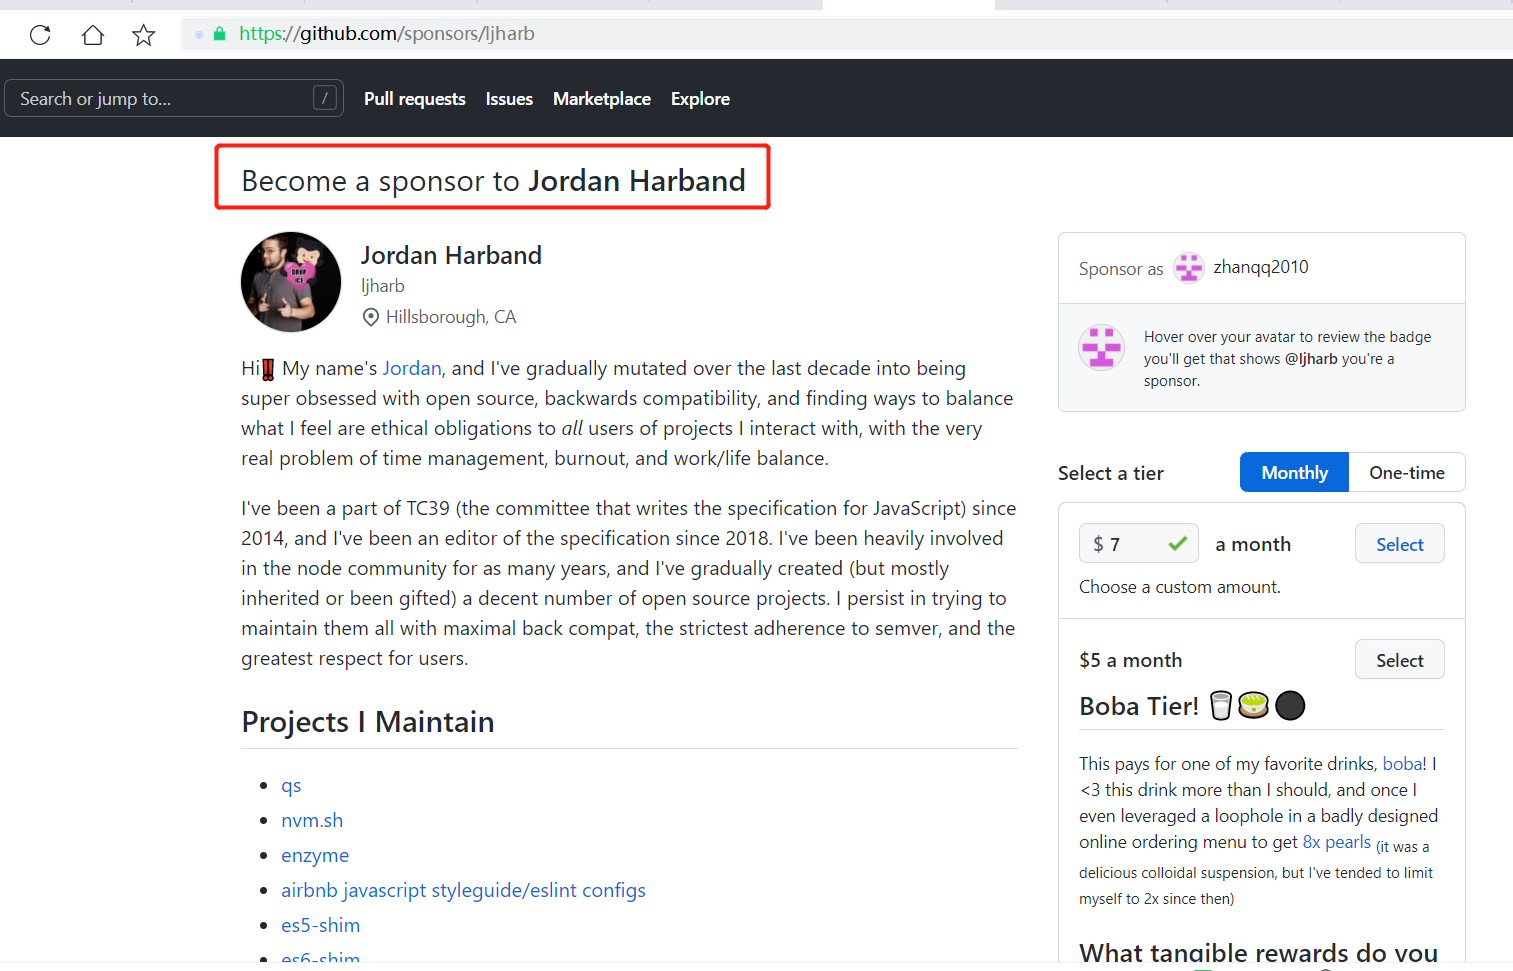 https://github.com/sponsors/ljharb
Search or jump to...
/
Pull requests
Issues
Marketplace
Explore
Become a sponsor to Jordan Harband
Jordan Harband
ljharb
Hillsborough, CA
Hi‼️ My name's Jordan, and I've gradually mutated over the last decade into being
super obsessed with open source, backwards compatibility, and finding ways to balance
what I feel are ethical obligations to all users of projects I interact with, with the very
real problem of time management, burnout, and work/life balance.
I've been a part of TC39 (the committee that writes the specification for JavaScript) since
2014, and I've been an editor of the specification since 2018. I've been heavily involved
in the node community for as many years, and I've gradually created (but mostly
inherited or been gifted) a decent number of open source projects. I persist in trying to
maintain them all with maximal back compat, the strictest adherence to semver, and the
greatest respect for users.
Projects I Maintain
qs
nvm.sh
enzyme
airbnb javascript styleguide/eslint configs
es5-shim
es6-shim
Sponsor as zhanqq2010
Hover over your avatar to review the badge
you'll get that shows @ljharb you're a
sponsor.
Select a tier
Monthly
One-time
$ 7
a month
Select
Choose a custom amount.
$5 a month
Select
Boba Tier! 🥛🍵⚫
This pays for one of my favorite drinks, boba! I
<3 this drink more than I should, and once I
even leveraged a loophole in a badly designed
online ordering menu to get 8x pearls (it was a
delicious colloidal suspension, but I've tended to limit
myself to 2x since then)
What tangible rewards do you
DROP
ICE